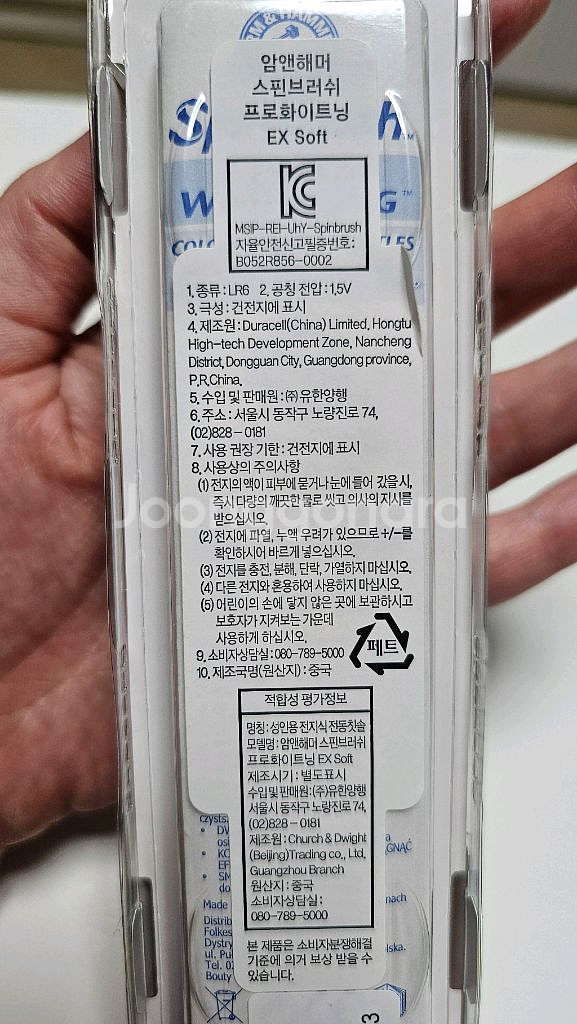 ARM & HAMMER
암앤해머
스핀브러쉬
프로화이트닝
EX Soft
MSIP-REI-UhY-Spinbrush
자율안전신고필증번호:
B052R856-0002
1. 종류: LR6 2. 공칭 전압: 1.5V
3. 극성: 건전지에 표시
4. 제조원: Duracell(China) Limited, Hongtu
High-tech Development Zone, Nancheng
District, Dongguan City, Guangdong province,
P.R.China.
5. 수입 및 판매원: ㈜유한양행
6. 주소: 서울시 동작구 노량진로 74,
(02)828-0181
7. 사용 권장 기한: 건전지에 표시
8. 사용상의 주의사항
(1) 전지의 액이 피부에 묻거나 눈에 들어 갔을 시,
즉시 다량의 깨끗한 물로 씻고 의사의 지시를
받으십시오.
(2) 전지에 파열, 누액 우려가 있으므로 +/-를
확인하시어 바르게 넣으십시오.
(3) 전지를 충전, 분해, 단락, 가열하지 마십시오.
(4) 다른 전지와 혼용하여 사용하지 마십시오.
(5) 어린이의 손에 닿지 않은 곳에 보관하시고
보호자가 지켜보는 가운데
사용하게 하십시오.
페트
9. 소비자상담실: 080-789-5000
10. 제조국명(원산지): 중국
적합성 평가정보
명칭: 성인용 전지식 전동칫솔
모델명: 암앤해머 스핀브러쉬
프로화이트닝 EX Soft
제조시기: 별도표시
수입 및 판매원: ㈜유한양행
서울시 동작구 노량진로 74,
(02)828-0181
제조원: Church & Dwight
(Beijing)Trading co., Ltd,
Guangzhou Branch
원산지: 중국
소비자상담실:
080-789-5000
본 제품은 소비자분쟁해결
기준에 의거 보상 받을 수
있습니다.
Made
Distrib
Folkes
Dystry
ul. Pu
Tel. 02
Bouty
Joonggonara